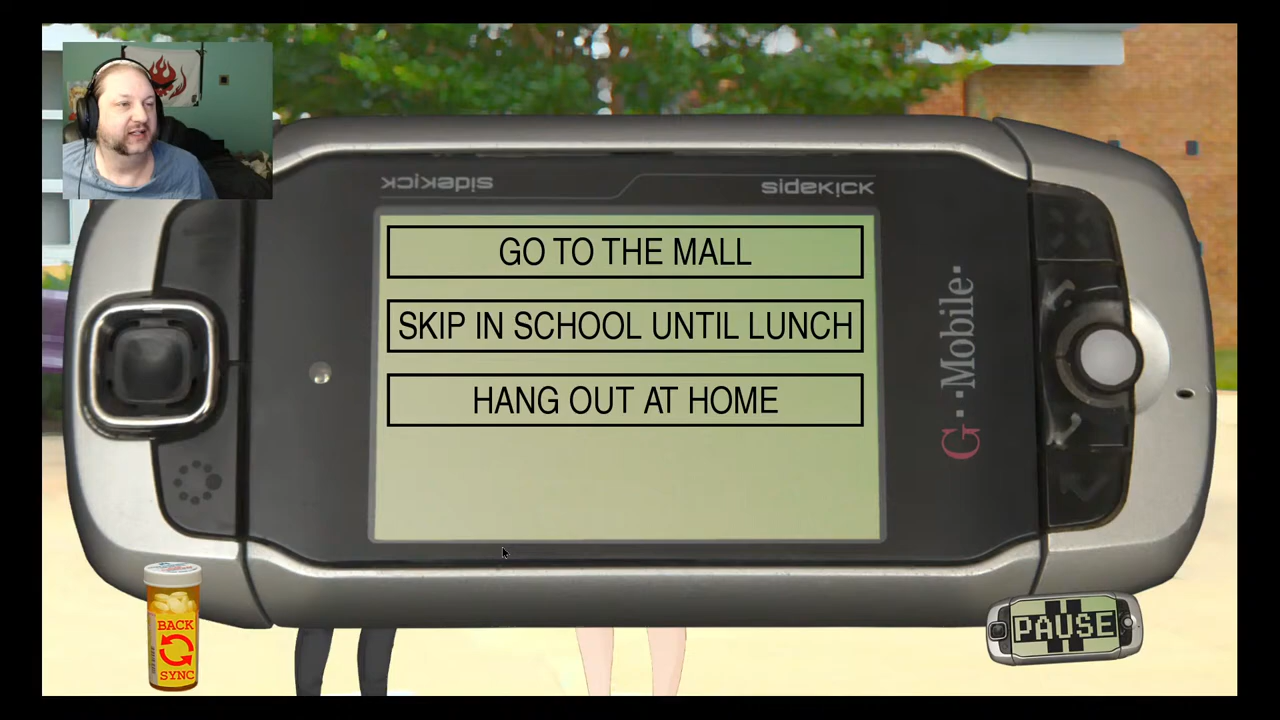 sidekick
sidekick
GO TO THE MALL
SKIP IN SCHOOL UNTIL LUNCH
HANG OUT AT HOME
G··Mobile·
BACK
SYNC
PAUSE